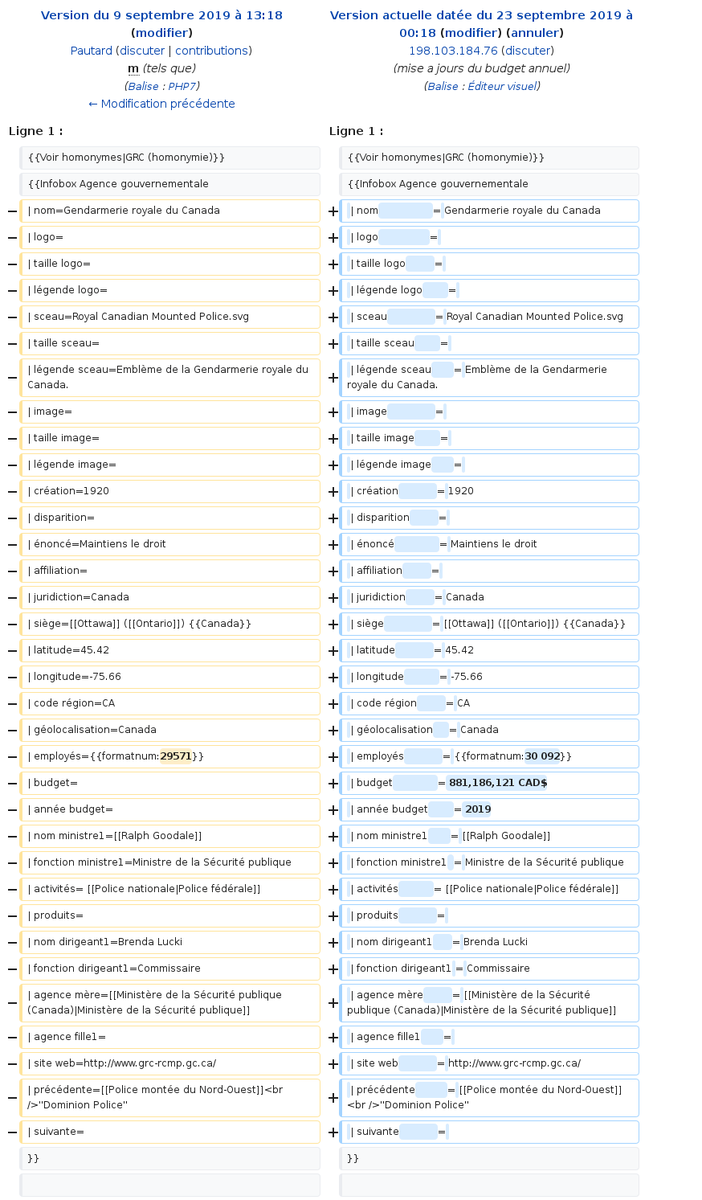 Version du 9 septembre 2019 à 13:18
(modifier)
Pautard (discuter | contributions)
m (tels que)
(Balise : PHP7)
← Modification précédente
Version actuelle datée du 23 septembre 2019 à
00:18 (modifier) (annuler)
198.103.184.76 (discuter)
(mise a jours du budget annuel)
(Balise : Éditeur visuel)
Ligne 1 :
Ligne 1 :
{{Voir homonymes|GRC (homonymie)}}
{{Voir homonymes|GRC (homonymie)}}
{{Infobox Agence gouvernementale
{{Infobox Agence gouvernementale
− | nom=Gendarmerie royale du Canada
+ | nom = Gendarmerie royale du Canada
− | logo=
+ | logo =
− | taille logo=
+ | taille logo =
− | légende logo=
+ | légende logo =
− | sceau=Royal Canadian Mounted Police.svg
+ | sceau = Royal Canadian Mounted Police.svg
− | taille sceau=
+ | taille sceau =
− | légende sceau=Emblème de la Gendarmerie royale du
Canada.
+ | légende sceau = Emblème de la Gendarmerie
royale du Canada.
− | image=
+ | image =
− | taille image=
+ | taille image =
− | légende image=
+ | légende image =
− | création=1920
+ | création = 1920
− | disparition=
+ | disparition =
− | énoncé=Maintiens le droit
+ | énoncé = Maintiens le droit
− | affiliation=
+ | affiliation =
− | juridiction=Canada
+ | juridiction = Canada
− | siège=[[Ottawa]] ([[Ontario]]) {{Canada}}
+ | siège = [[Ottawa]] ([[Ontario]]) {{Canada}}
− | latitude=45.42
+ | latitude = 45.42
− | longitude=-75.66
+ | longitude = -75.66
− | code région=CA
+ | code région = CA
− | géolocalisation=Canada
+ | géolocalisation = Canada
− | employés={{formatnum:29571}}
+ | employés = {{formatnum:30 092}}
− | budget=
+ | budget = 881,186,121 CAD$
− | année budget=
+ | année budget = 2019
− | nom ministre1=[[Ralph Goodale]]
+ | nom ministre1 = [[Ralph Goodale]]
− | fonction ministre1=Ministre de la Sécurité publique
+ | fonction ministre1 = Ministre de la Sécurité publique
− | activités= [[Police nationale|Police fédérale]]
+ | activités = [[Police nationale|Police fédérale]]
− | produits=
+ | produits =
− | nom dirigeant1=Brenda Lucki
+ | nom dirigeant1 = Brenda Lucki
− | fonction dirigeant1=Commissaire
+ | fonction dirigeant1 = Commissaire
− | agence mère=[[Ministère de la Sécurité publique
(Canada)|Ministère de la Sécurité publique]]
+ | agence mère = [[Ministère de la Sécurité
publique (Canada)|Ministère de la Sécurité publique]]
− | agence fille1=
+ | agence fille1 =
− | site web=http://www.grc-rcmp.gc.ca/
+ | site web = http://www.grc-rcmp.gc.ca/
− | précédente=[[Police montée du Nord-Ouest]]<br
/>''Dominion Police''
+ | précédente = [[Police montée du Nord-Ouest]]
<br />''Dominion Police''
− | suivante=
+ | suivante =
}}
}}